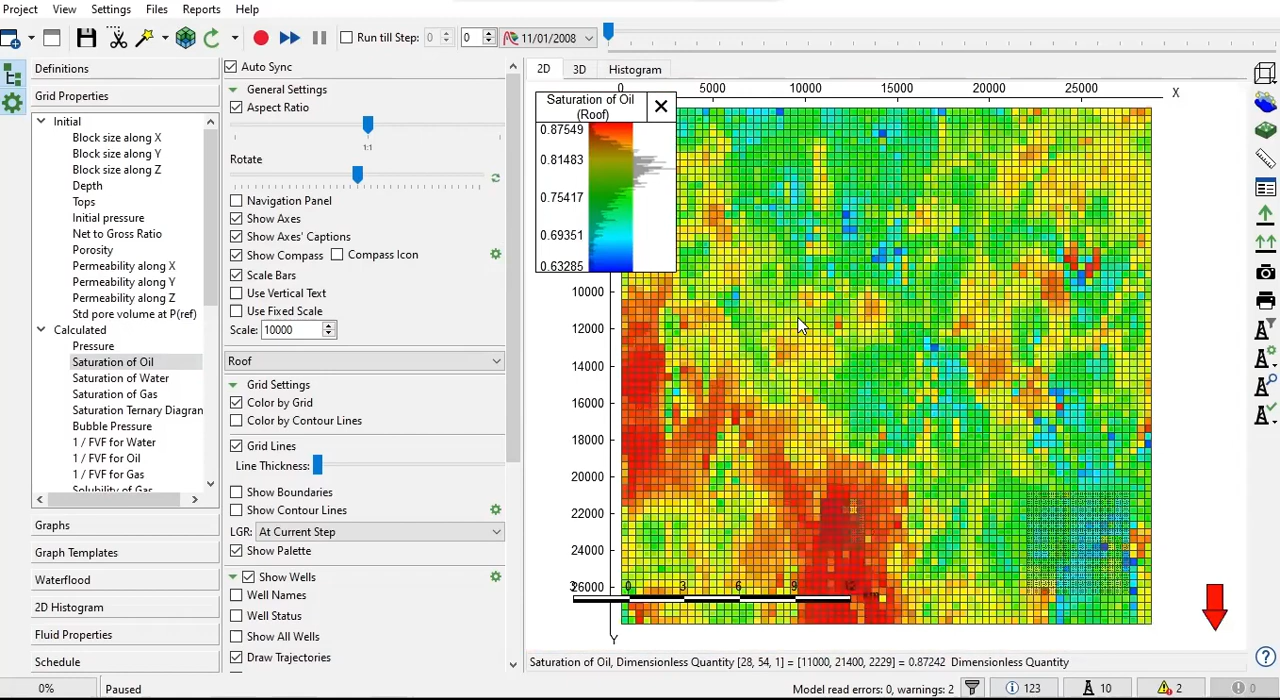 Project View Settings Files Reports Help
Run till Step: 0 0 11/01/2008
Definitions
Grid Properties
Initial
Block size along X
Block size along Y
Block size along Z
Depth
Tops
Initial pressure
Net to Gross Ratio
Porosity
Permeability along X
Permeability along Y
Permeability along Z
Std pore volume at P(ref)
Calculated
Pressure
Saturation of Oil
Saturation of Water
Saturation of Gas
Saturation Ternary Diagran
Bubble Pressure
1 / FVF for Water
1 / FVF for Oil
1 / FVF for Gas
Solubility of Gas
Graphs
Graph Templates
Waterflood
2D Histogram
Fluid Properties
Schedule
Auto Sync
General Settings
Aspect Ratio
1:1
Rotate
Navigation Panel
Show Axes
Show Axes' Captions
Show Compass Compass Icon
Scale Bars
Use Vertical Text
Use Fixed Scale
Scale: 10000
Roof
Grid Settings
Color by Grid
Color by Contour Lines
Grid Lines
Line Thickness:
Show Boundaries
Show Contour Lines
LGR: At Current Step
Show Palette
Show Wells
Well Names
Well Status
Show All Wells
Draw Trajectories
2D 3D Histogram
0 5000 10000 15000 20000 25000 X
Saturation of Oil
(Roof)
0.87549
0.81483
0.75417
0.69351
0.63285
10000
12000
14000
16000
18000
20000
22000
24000
26000
3 0 3 6 9 12
Y
Saturation of Oil, Dimensionless Quantity [28, 54, 1] = [11000, 21400, 2229] = 0.87242 Dimensionless Quantity
0% Paused Model read errors: 0, warnings: 2 123 10 2 0